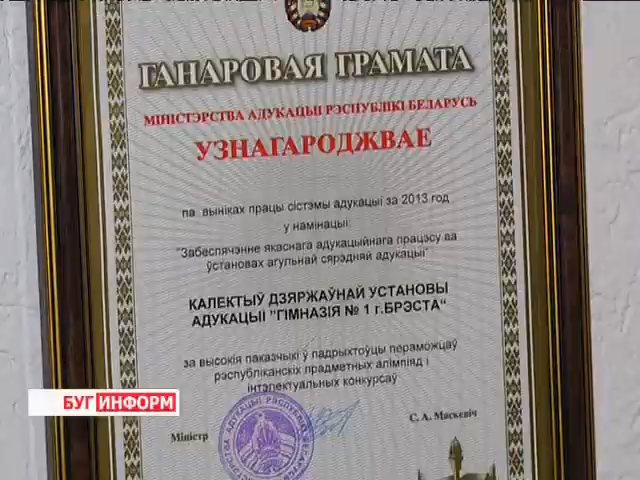 ГАНАРОВАЯ ГРАМАТА
МІНІСТЭРСТВА АДУКАЦЫІ РЭСПУБЛІКІ БЕЛАРУСЬ
УЗНАГАРОДЖВАЕ
па выніках працы сістэмы адукацыі за 2013 год
у намінацыі:
"Забеспячэнне якаснага адукацыйнага працэсу ва
ўстановах агульнай сярэдняй адукацыі"
КАЛЕКТЫЎ ДЗЯРЖАЎНАЙ УСТАНОВЫ
АДУКАЦЫІ "ГІМНАЗІЯ № 1 г.БРЭСТА"
за высокія паказчыкі ў падрыхтоўцы пераможцаў
рэспубліканскіх прадметных алімпіяд і
інтэлектуальных конкурсаў
БУГИНФОРМ
Міністр
С. А. Маскевіч